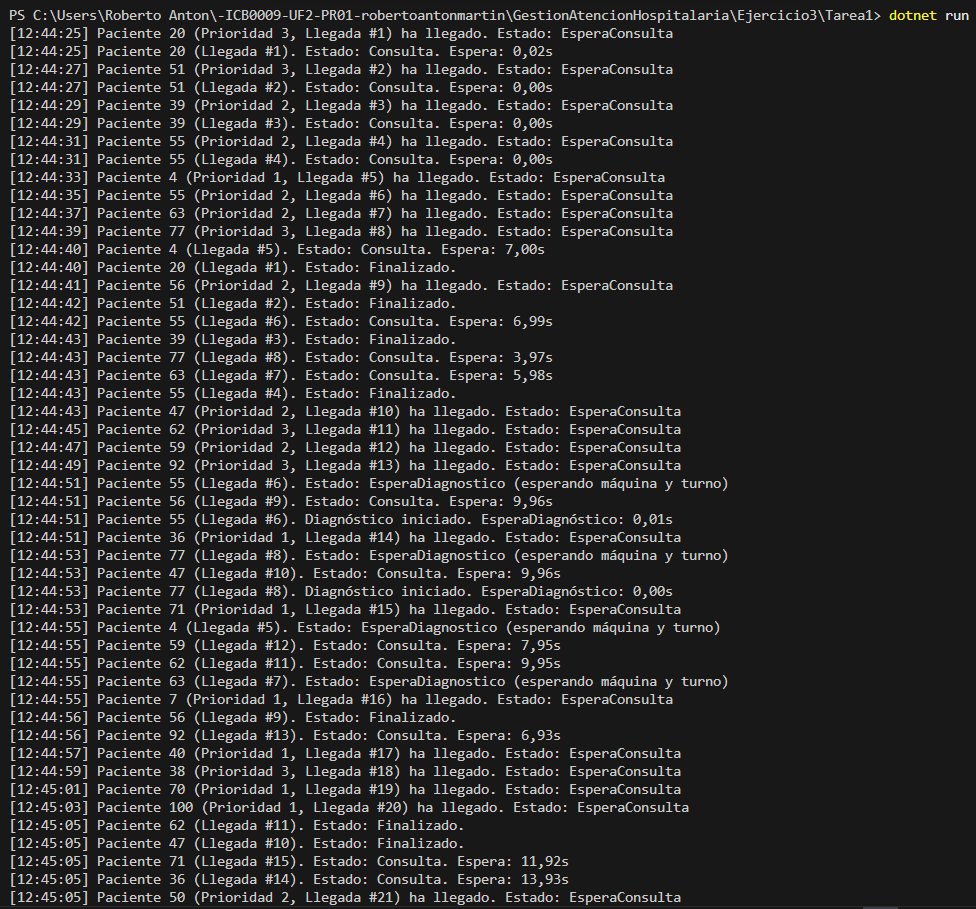 PS C:\Users\Roberto Anton\-ICB0009-UF2-PR01-robertoantonmartin\GestionAtencionHospitalaria\Ejercicio3\Tarea1> dotnet run
[12:44:25] Paciente 20 (Prioridad 3, Llegada #1) ha llegado. Estado: EsperaConsulta
[12:44:25] Paciente 20 (Llegada #1). Estado: Consulta. Espera: 0,02s
[12:44:27] Paciente 51 (Prioridad 3, Llegada #2) ha llegado. Estado: EsperaConsulta
[12:44:27] Paciente 51 (Llegada #2). Estado: Consulta. Espera: 0,00s
[12:44:29] Paciente 39 (Prioridad 2, Llegada #3) ha llegado. Estado: EsperaConsulta
[12:44:29] Paciente 39 (Llegada #3). Estado: Consulta. Espera: 0,00s
[12:44:31] Paciente 55 (Prioridad 2, Llegada #4) ha llegado. Estado: EsperaConsulta
[12:44:31] Paciente 55 (Llegada #4). Estado: Consulta. Espera: 0,00s
[12:44:33] Paciente 4 (Prioridad 1, Llegada #5) ha llegado. Estado: EsperaConsulta
[12:44:35] Paciente 55 (Prioridad 2, Llegada #6) ha llegado. Estado: EsperaConsulta
[12:44:37] Paciente 63 (Prioridad 2, Llegada #7) ha llegado. Estado: EsperaConsulta
[12:44:39] Paciente 77 (Prioridad 3, Llegada #8) ha llegado. Estado: EsperaConsulta
[12:44:40] Paciente 4 (Llegada #5). Estado: Consulta. Espera: 7,00s
[12:44:40] Paciente 20 (Llegada #1). Estado: Finalizado.
[12:44:41] Paciente 56 (Prioridad 2, Llegada #9) ha llegado. Estado: EsperaConsulta
[12:44:42] Paciente 51 (Llegada #2). Estado: Finalizado.
[12:44:42] Paciente 55 (Llegada #6). Estado: Consulta. Espera: 6,99s
[12:44:43] Paciente 39 (Llegada #3). Estado: Finalizado.
[12:44:43] Paciente 77 (Llegada #8). Estado: Consulta. Espera: 3,97s
[12:44:43] Paciente 63 (Llegada #7). Estado: Consulta. Espera: 5,98s
[12:44:43] Paciente 55 (Llegada #4). Estado: Finalizado.
[12:44:43] Paciente 47 (Prioridad 2, Llegada #10) ha llegado. Estado: EsperaConsulta
[12:44:45] Paciente 62 (Prioridad 3, Llegada #11) ha llegado. Estado: EsperaConsulta
[12:44:47] Paciente 59 (Prioridad 2, Llegada #12) ha llegado. Estado: EsperaConsulta
[12:44:49] Paciente 92 (Prioridad 3, Llegada #13) ha llegado. Estado: EsperaConsulta
[12:44:51] Paciente 55 (Llegada #6). Estado: EsperaDiagnostico (esperando máquina y turno)
[12:44:51] Paciente 56 (Llegada #9). Estado: Consulta. Espera: 9,96s
[12:44:51] Paciente 55 (Llegada #6). Diagnóstico iniciado. EsperaDiagnóstico: 0,01s
[12:44:51] Paciente 36 (Prioridad 1, Llegada #14) ha llegado. Estado: EsperaConsulta
[12:44:53] Paciente 77 (Llegada #8). Estado: EsperaDiagnostico (esperando máquina y turno)
[12:44:53] Paciente 47 (Llegada #10). Estado: Consulta. Espera: 9,96s
[12:44:53] Paciente 77 (Llegada #8). Diagnóstico iniciado. EsperaDiagnóstico: 0,00s
[12:44:53] Paciente 71 (Prioridad 1, Llegada #15) ha llegado. Estado: EsperaConsulta
[12:44:55] Paciente 4 (Llegada #5). Estado: EsperaDiagnostico (esperando máquina y turno)
[12:44:55] Paciente 59 (Llegada #12). Estado: Consulta. Espera: 7,95s
[12:44:55] Paciente 62 (Llegada #11). Estado: Consulta. Espera: 9,95s
[12:44:55] Paciente 63 (Llegada #7). Estado: EsperaDiagnostico (esperando máquina y turno)
[12:44:55] Paciente 7 (Prioridad 1, Llegada #16) ha llegado. Estado: EsperaConsulta
[12:44:56] Paciente 56 (Llegada #9). Estado: Finalizado.
[12:44:56] Paciente 92 (Llegada #13). Estado: Consulta. Espera: 6,93s
[12:44:57] Paciente 40 (Prioridad 1, Llegada #17) ha llegado. Estado: EsperaConsulta
[12:44:59] Paciente 38 (Prioridad 3, Llegada #18) ha llegado. Estado: EsperaConsulta
[12:45:01] Paciente 70 (Prioridad 1, Llegada #19) ha llegado. Estado: EsperaConsulta
[12:45:03] Paciente 100 (Prioridad 1, Llegada #20) ha llegado. Estado: EsperaConsulta
[12:45:05] Paciente 62 (Llegada #11). Estado: Finalizado.
[12:45:05] Paciente 47 (Llegada #10). Estado: Finalizado.
[12:45:05] Paciente 71 (Llegada #15). Estado: Consulta. Espera: 11,92s
[12:45:05] Paciente 36 (Llegada #14). Estado: Consulta. Espera: 13,93s
[12:45:05] Paciente 50 (Prioridad 2, Llegada #21) ha llegado. Estado: EsperaConsulta